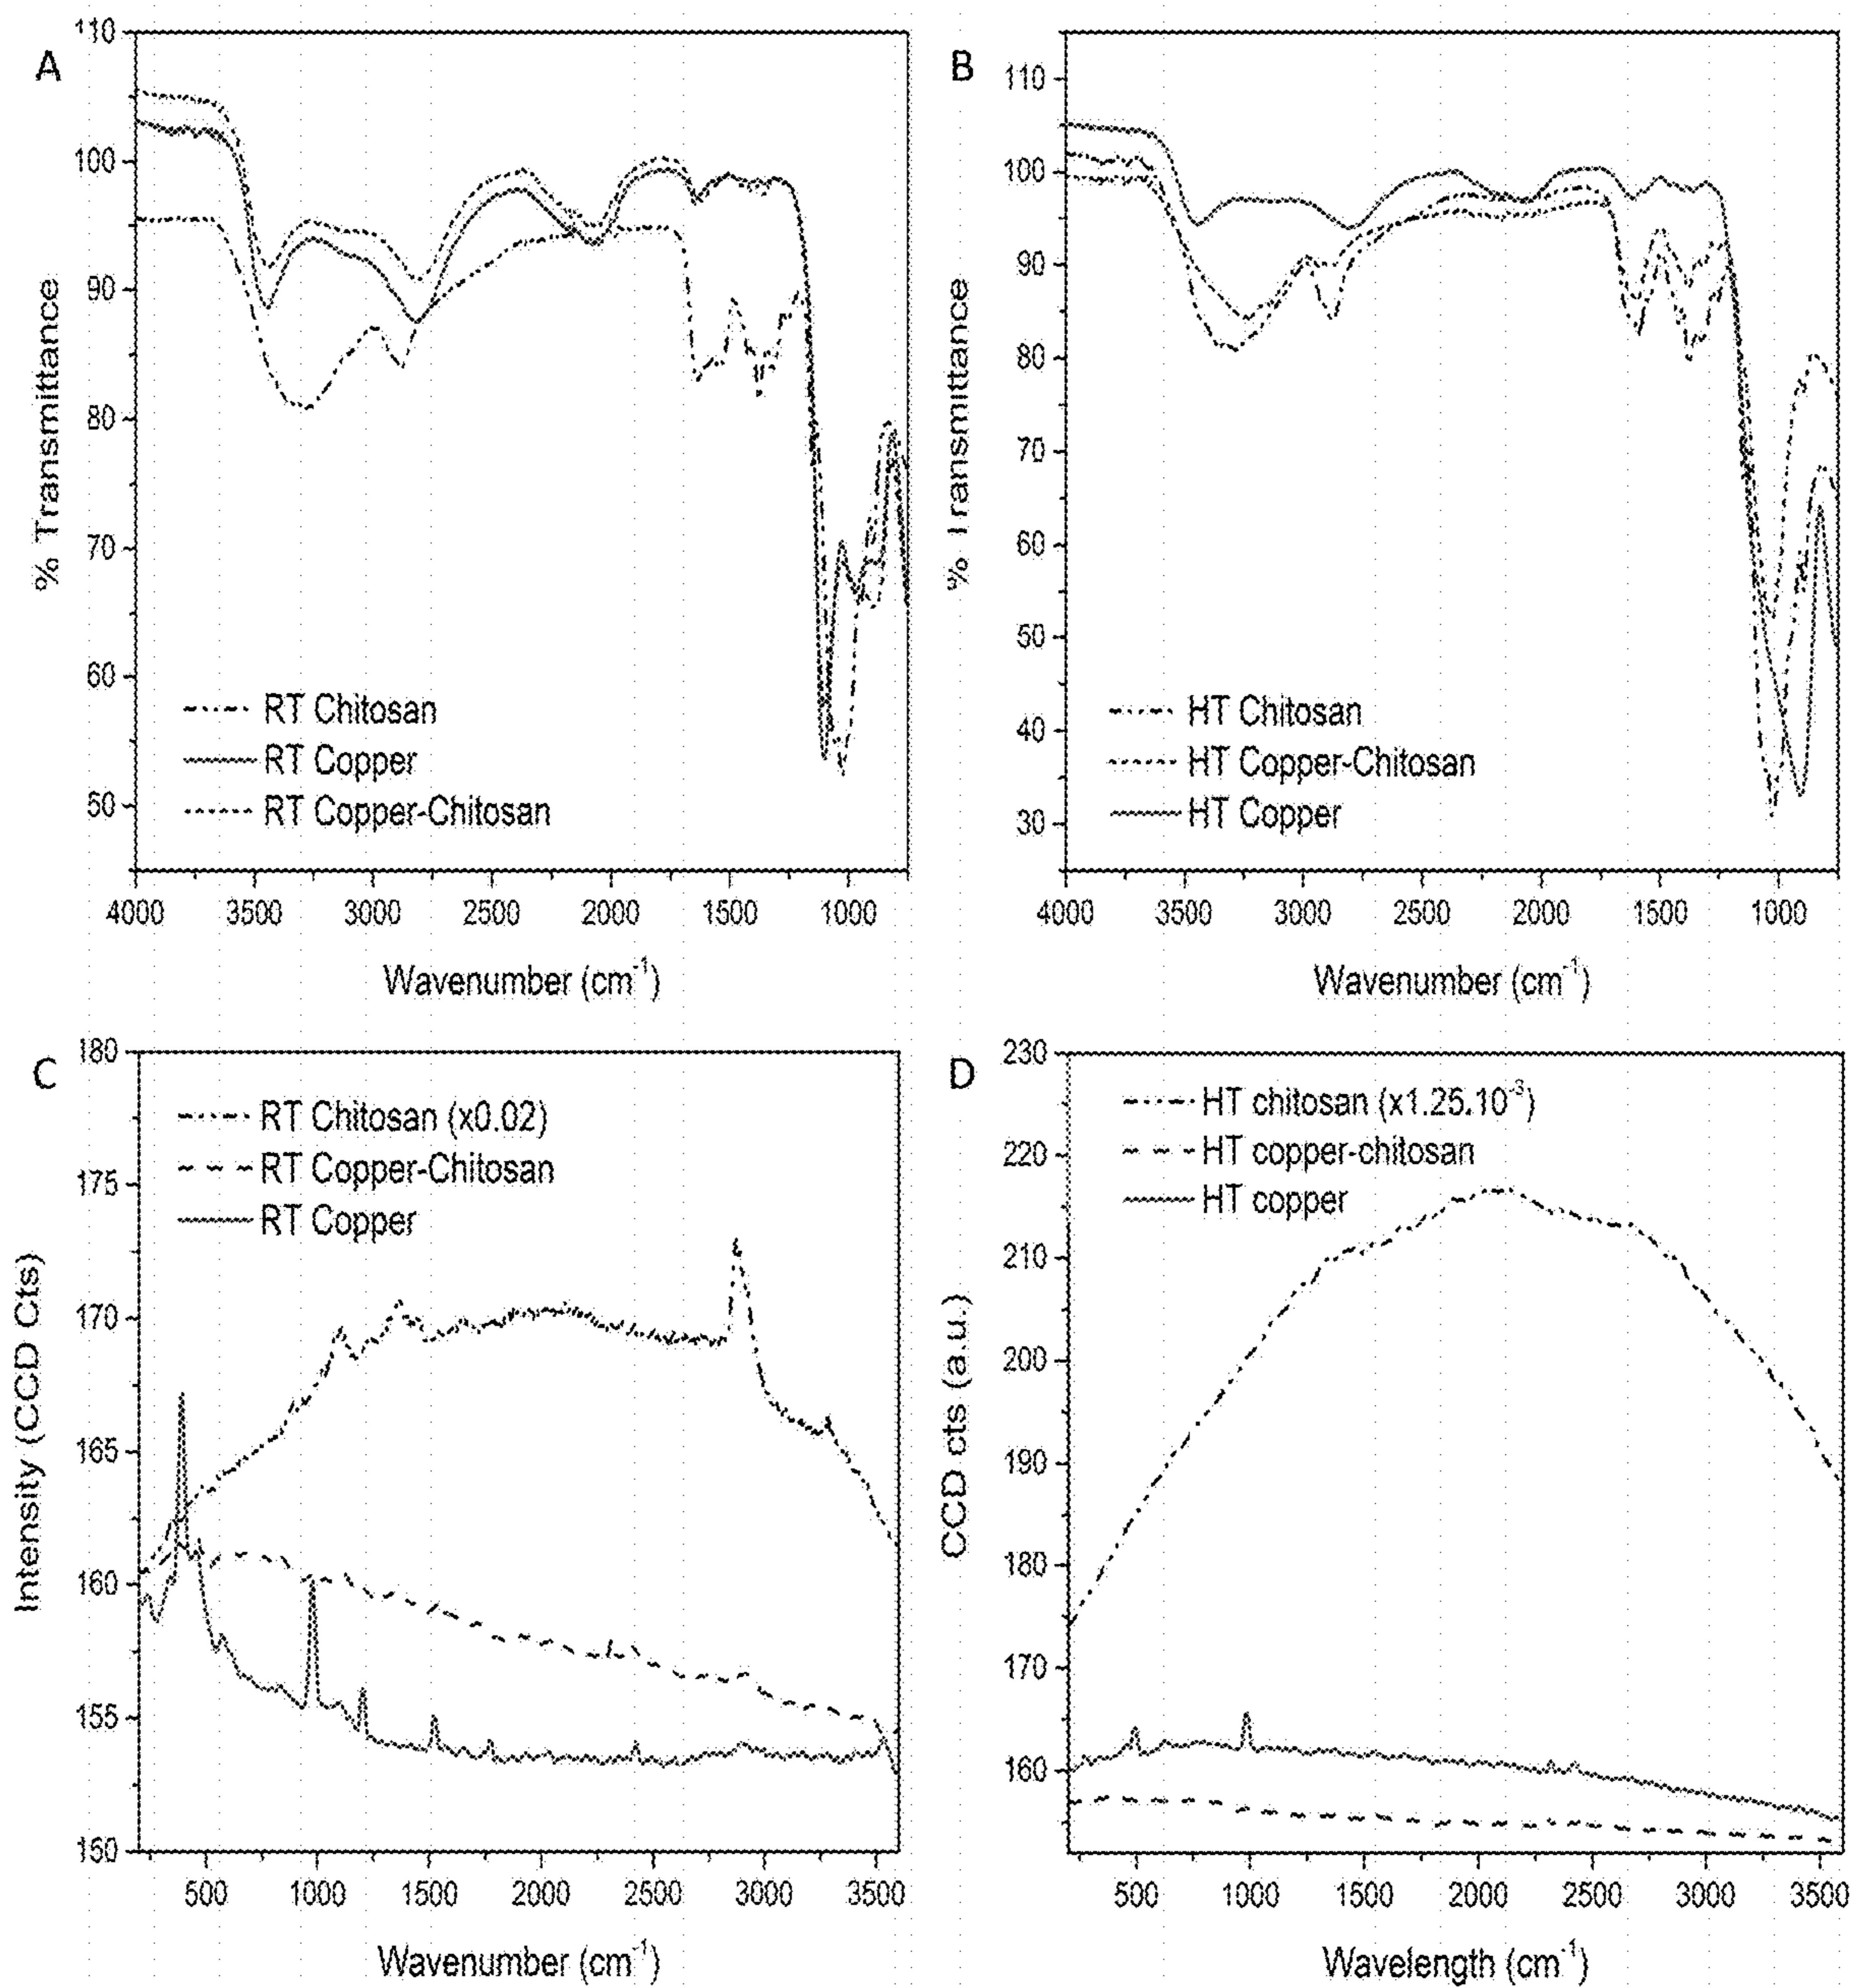 A
110
100
90
80
70
60
50
% Transmittance
RT Chitosan
RT Copper
RT Copper-Chitosan
4000 3500 3000 2500 2000 1500 1000
Wavenumber (cm-1)
B
110
100
90
80
70
60
50
40
30
% Transmittance
HT Chitosan
HT Copper-Chitosan
HT Copper
4000 3500 3000 2500 2000 1500 1000
Wavenumber (cm-1)
C
180
175
170
165
160
155
150
Intensity (CCD Cts)
RT Chitosan (x0.02)
RT Copper-Chitosan
RT Copper
500 1000 1500 2000 2500 3000 3500
Wavenumber (cm-1)
D
230
220
210
200
190
180
170
160
CCD cts (a.u.)
HT chitosan (x1.25.10-3)
HT copper-chitosan
HT copper
500 1000 1500 2000 2500 3000 3500
Wavelength (cm-1)